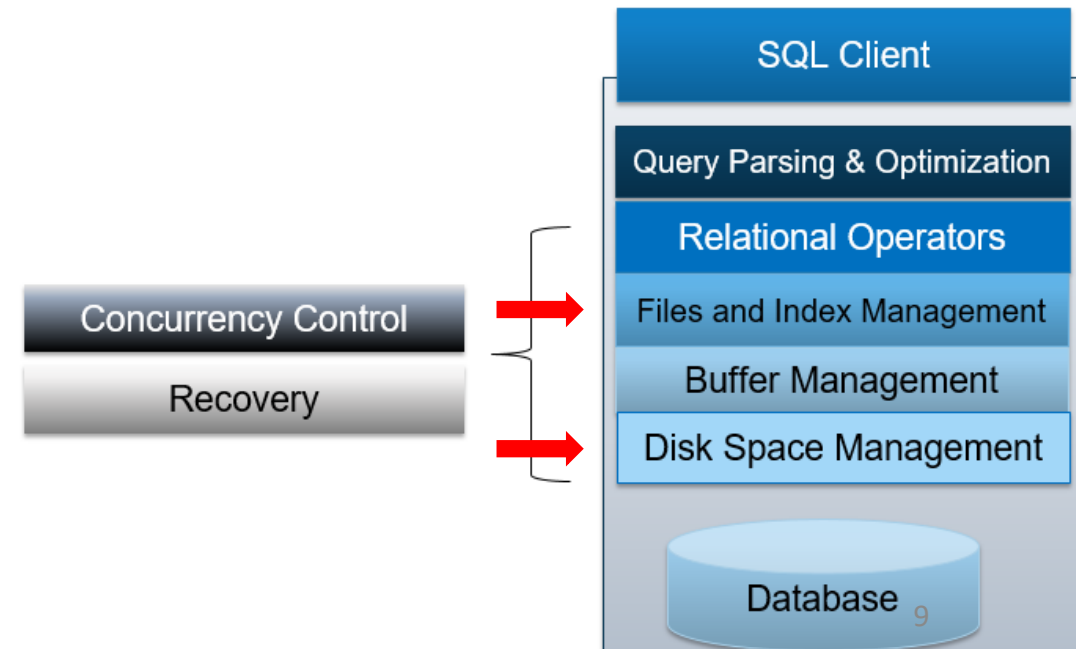 SQL Client
Query Parsing & Optimization
Relational Operators
Files and Index Management
Buffer Management
Disk Space Management
Database
9
Concurrency Control
Recovery